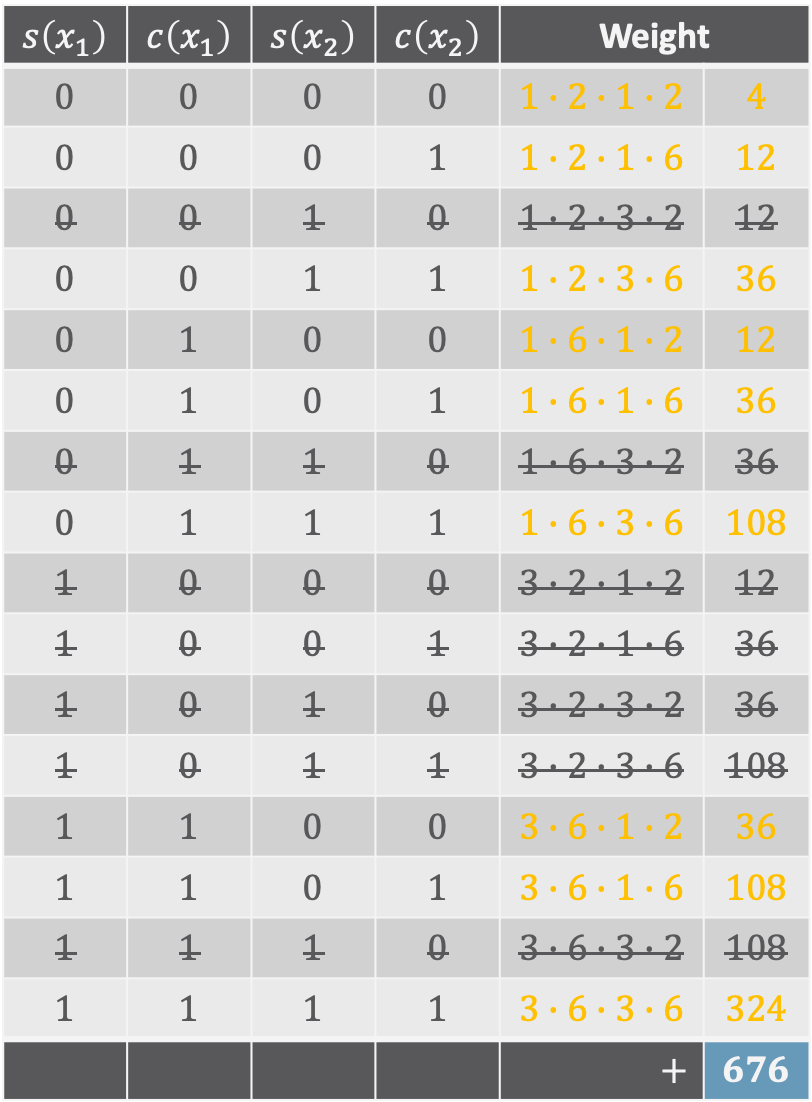 s(x₁) c(x₁) s(x₂) c(x₂) Weight
0 0 0 0 1 · 2 · 1 · 2 4
0 0 0 1 1 · 2 · 1 · 6 12
0 0 1 0 1 · 2 · 3 · 2 12
0 0 1 1 1 · 2 · 3 · 6 36
0 1 0 0 1 · 6 · 1 · 2 12
0 1 0 1 1 · 6 · 1 · 6 36
0 1 1 0 1 · 6 · 3 · 2 36
0 1 1 1 1 · 6 · 3 · 6 108
1 0 0 0 3 · 2 · 1 · 2 12
1 0 0 1 3 · 2 · 1 · 6 36
1 0 1 0 3 · 2 · 3 · 2 36
1 0 1 1 3 · 2 · 3 · 6 108
1 1 0 0 3 · 6 · 1 · 2 36
1 1 0 1 3 · 6 · 1 · 6 108
1 1 1 0 3 · 6 · 3 · 2 108
1 1 1 1 3 · 6 · 3 · 6 324
+ 676